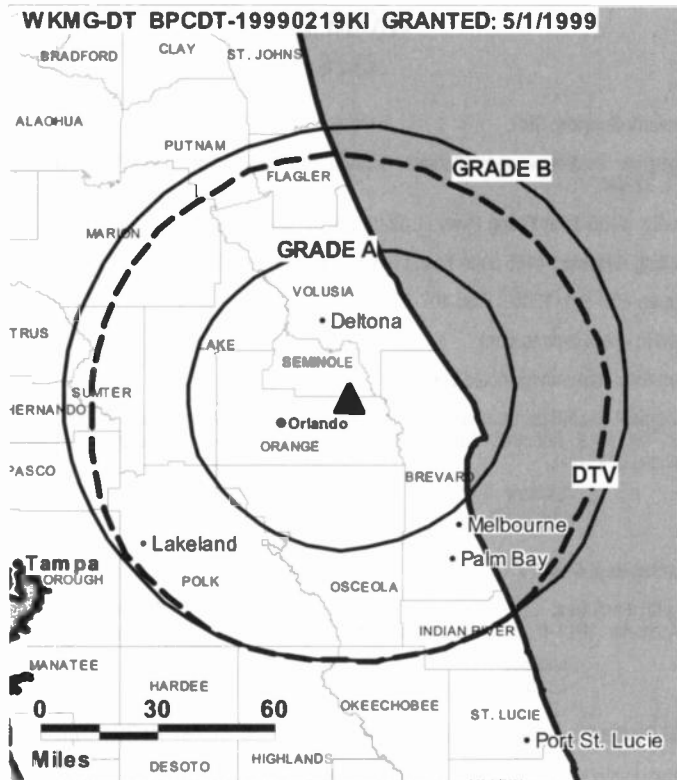 WKMG-DT BPCDT-19990219KI GRANTED: 5/1/1999
BRADFORD
CLAY
ST. JOHNS
ALACHUA
PUTNAM
GRADE B
FLAGLER
MARION
GRADE A
VOLUSIA
Deltona
TRUS
LAKE
SEMINOLE
SUMTER
HERNANDO
Orlando
ORANGE
PASCO
BREVARD
DTV
Melbourne
Lakeland
Palm Bay
Tampa
OROUGH
POLK
OSCEOLA
INDIAN RIVER
MANATEE
HARDEE
OKEECHOBEE
ST. LUCIE
0 30 60
Miles
Port St. Lucie
DESOTO
HIGHLANDS